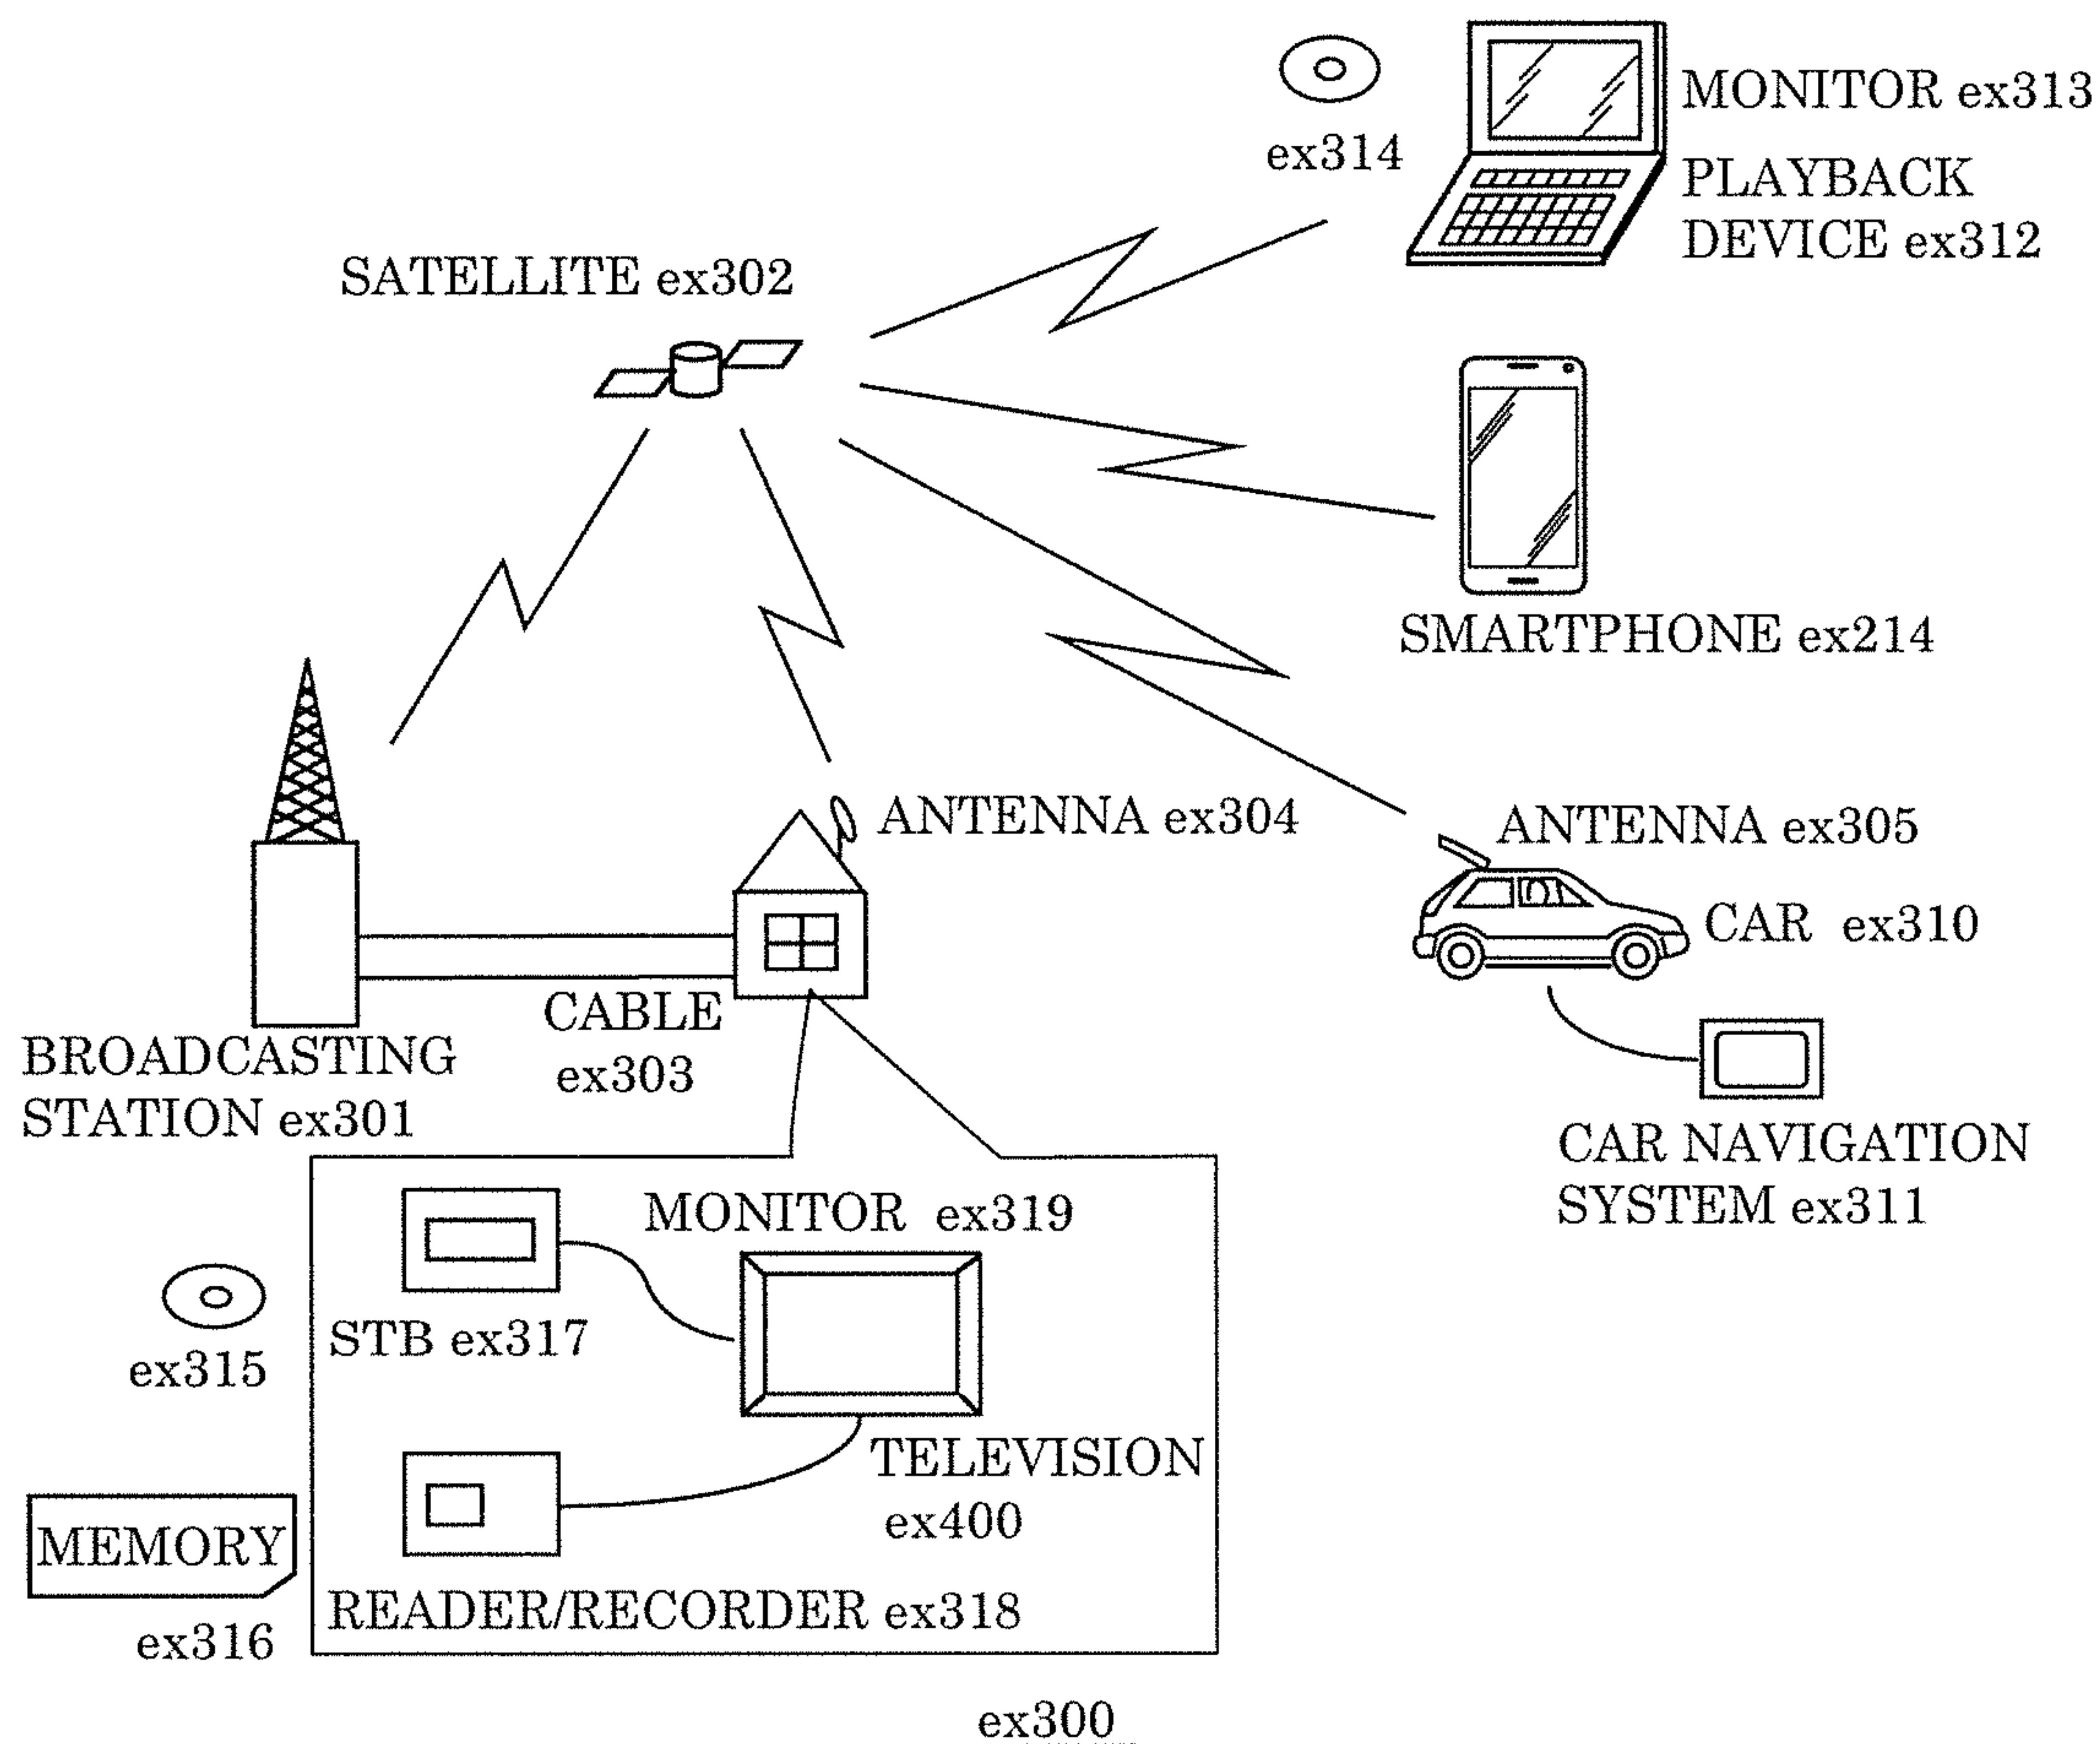 MONITOR ex313
ex314
PLAYBACK
DEVICE ex312
SATELLITE ex302
SMARTPHONE ex214
ANTENNA ex304
ANTENNA ex305
CAR ex310
CABLE
ex303
BROADCASTING
STATION ex301
CAR NAVIGATION
SYSTEM ex311
MONITOR ex319
STB ex317
ex315
TELEVISION
ex400
MEMORY
ex316
READER/RECORDER ex318
ex300